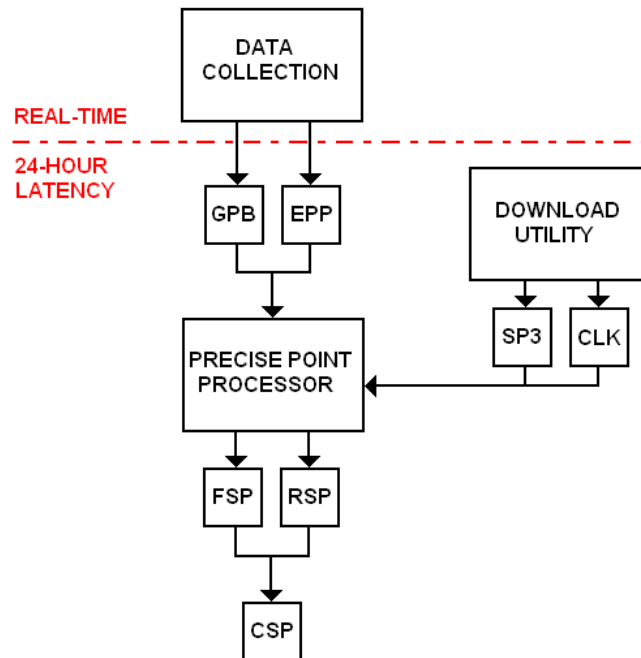 DATA
COLLECTION
REAL-TIME
24-HOUR
LATENCY
GPB
EPP
DOWNLOAD
UTILITY
SP3
CLK
PRECISE POINT
PROCESSOR
FSP
RSP
CSP